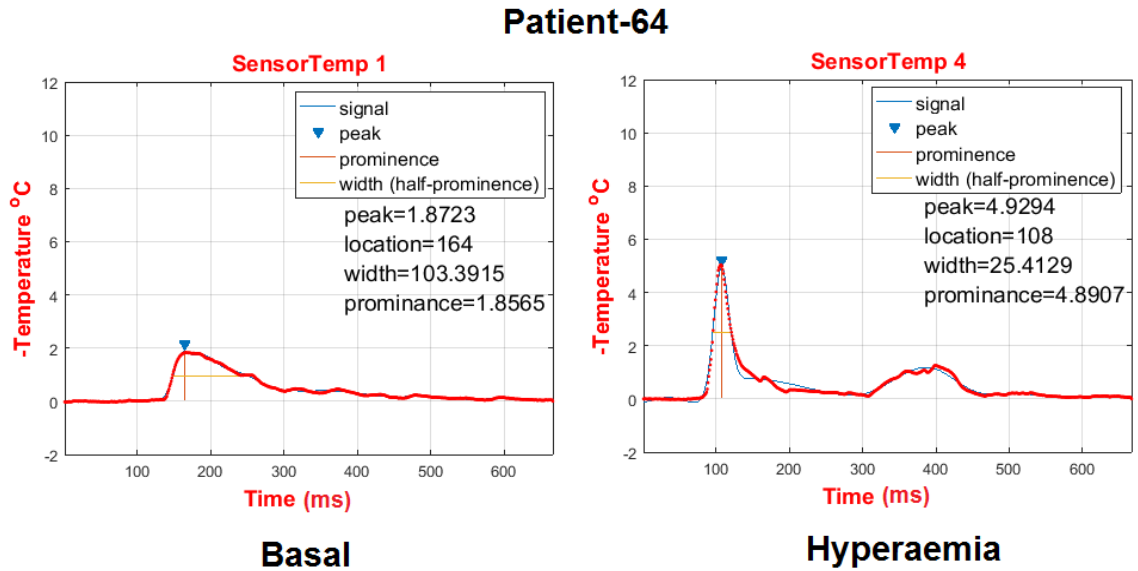 Patient-64
SensorTemp 1
12
10
8
6
4
2
0
-2
-Temperature ºC
signal
peak
prominence
width (half-prominence)
peak=1.8723
location=164
width=103.3915
prominance=1.8565
100 200 300 400 500 600
Time (ms)
Basal
SensorTemp 4
12
10
8
6
4
2
0
-2
-Temperature ºC
signal
peak
prominence
width (half-prominence)
peak=4.9294
location=108
width=25.4129
prominance=4.8907
100 200 300 400 500 600
Time (ms)
Hyperaemia